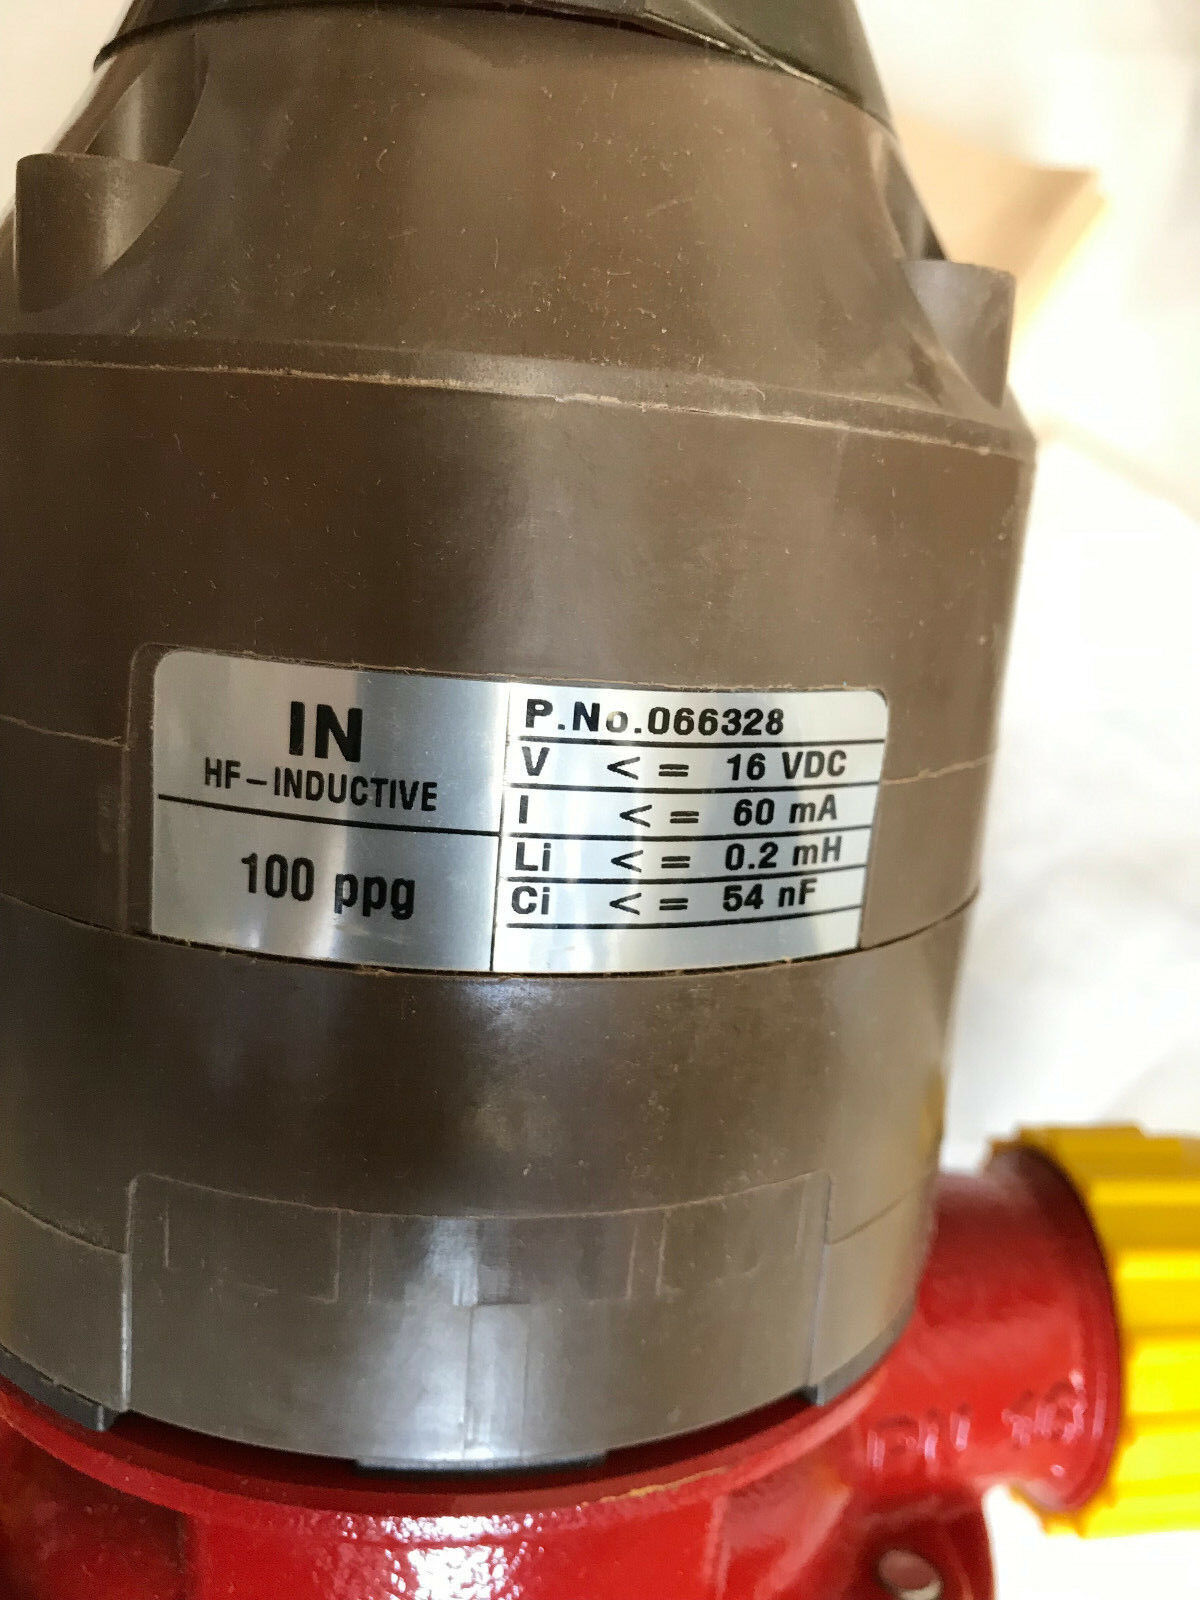 IN
HF-INDUCTIVE
100 ppg
P.No.066328
V <= 16 VDC
I <= 60 mA
Li <= 0.2 mH
Ci <= 54 nF